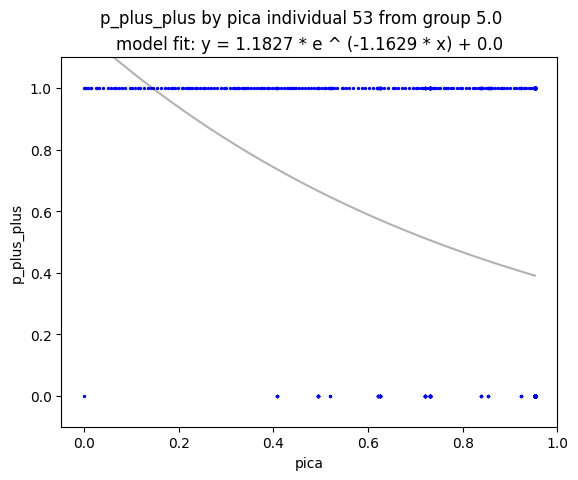 p_plus_plus by pica individual 53 from group 5.0
model fit: y = 1.1827 * e ^ (-1.1629 * x) + 0.0
1.0
0.8
0.6
0.4
0.2
0.0
p_plus_plus
0.0 0.2 0.4 0.6 0.8 1.0
pica